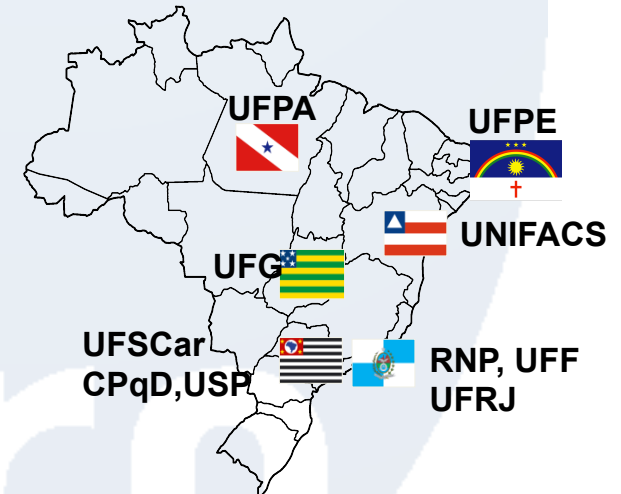 UFPA
UFPE
UNIFACS
UFG
UFSCar
CPqD,USP
RNP, UFF
UFRJ